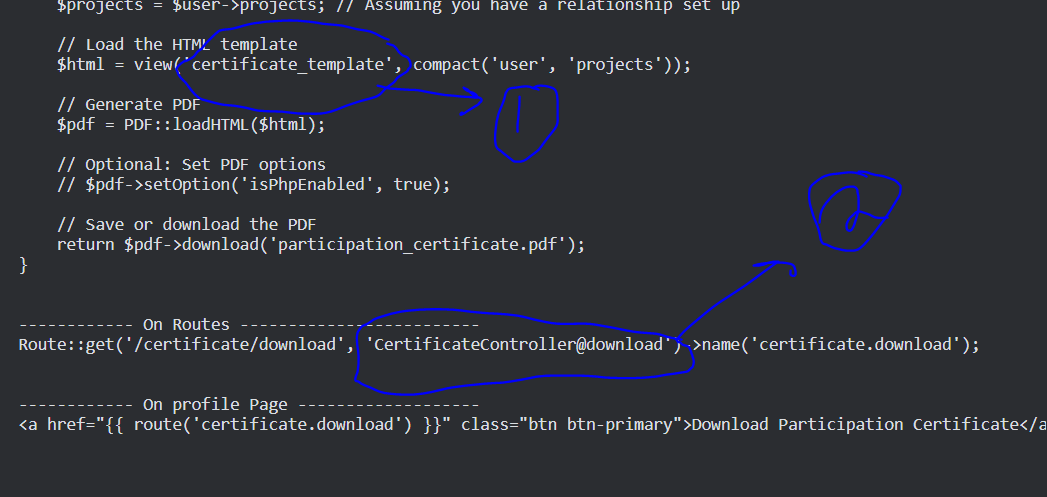 $projects = $user->projects; // Assuming you have a relationship set up
// Load the HTML template
$html = view('certificate_template', compact('user', 'projects'));
1
// Generate PDF
$pdf = PDF::loadHTML($html);
// Optional: Set PDF options
// $pdf->setOption('isPhpEnabled', true);
2
// Save or download the PDF
return $pdf->download('participation_certificate.pdf');
}
------------ On Routes -------------------------
Route::get('/certificate/download', 'CertificateController@download')->name('certificate.download');
------------ On profile Page -------------------
<a href="{{ route('certificate.download') }}" class="btn btn-primary">Download Participation Certificate</a